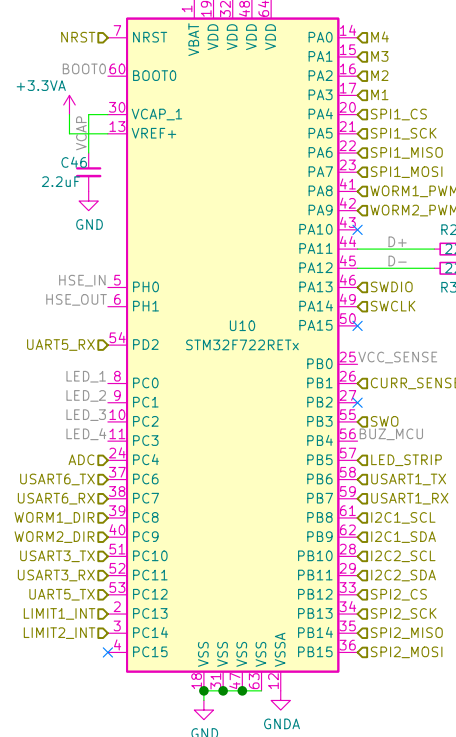 1 19 32 48 64
VBAT VDD VDD VDD VDD
NRST 7 NRST PA0 14 M4
PA1 15 M3
BOOT0 60 BOOT0 PA2 16 M2
+3.3VA PA3 17 M1
30 VCAP_1 PA4 20 SPI1_CS
VCAP 13 VREF+ PA5 21 SPI1_SCK
PA6 22 SPI1_MISO
C46 PA7 23 SPI1_MOSI
2.2uF PA8 41 WORM1_PWM
PA9 42 WORM2_PWM
GND PA10 43
PA11 44 D+ R2
PA12 45 D- 2
HSE_IN 5 PH0 PA13 46 SWDIO R3
HSE_OUT 6 PH1 PA14 49 SWCLK
U10 PA15 50
UART5_RX 54 PD2 STM32F722RETx
PB0 25 VCC_SENSE
LED_1 8 PC0 PB1 26 CURR_SENSE
LED_2 9 PC1 PB2 27
LED_3 10 PC2 PB3 55 SWO
LED_4 11 PC3 PB4 56 BUZ_MCU
ADC 24 PC4 PB5 57 LED_STRIP
USART6_TX 37 PC6 PB6 58 USART1_TX
USART6_RX 38 PC7 PB7 59 USART1_RX
WORM1_DIR 39 PC8 PB8 61 I2C1_SCL
WORM2_DIR 40 PC9 PB9 62 I2C1_SDA
USART3_TX 51 PC10 PB10 28 I2C2_SCL
USART3_RX 52 PC11 PB11 29 I2C2_SDA
UART5_TX 53 PC12 PB12 33 SPI2_CS
LIMIT1_INT 2 PC13 PB13 34 SPI2_SCK
LIMIT2_INT 3 PC14 PB14 35 SPI2_MISO
4 PC15 PB15 36 SPI2_MOSI
VSS VSS VSS VSS VSSA
18 31 47 63 12
GND GNDA